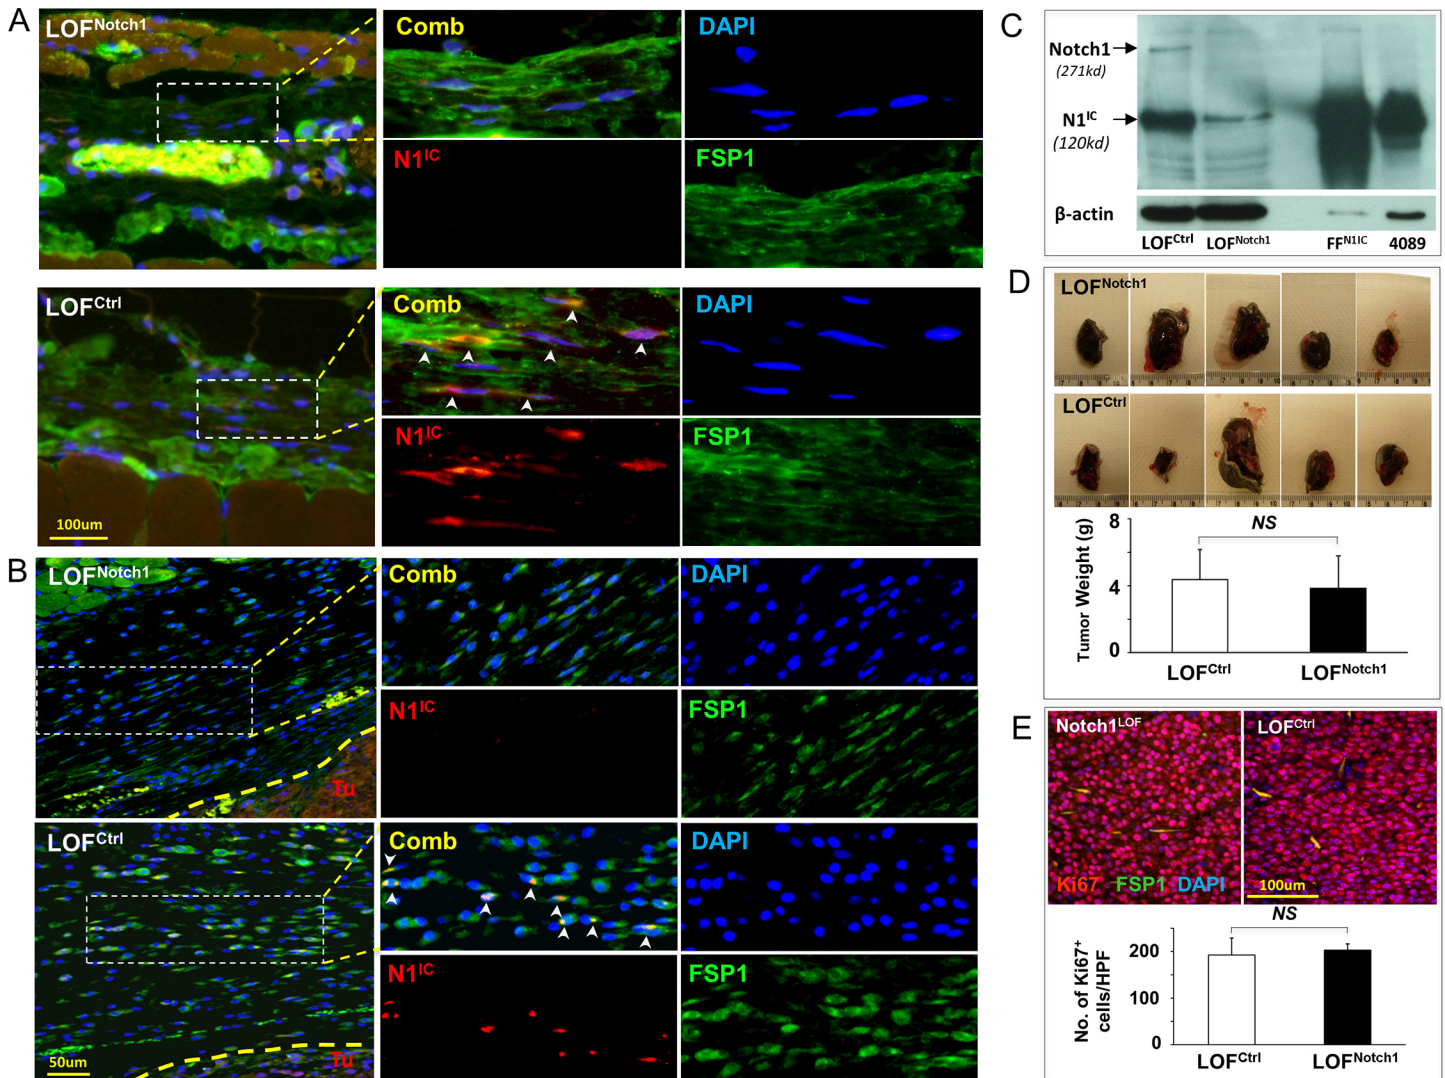 A
LOFNotch1
Comb
DAPI
N1IC
FSP1
LOFCtrl
Comb
DAPI
N1IC
FSP1
100um
B
LOFNotch1
Comb
DAPI
N1IC
FSP1
Tu
LOFCtrl
Comb
DAPI
N1IC
FSP1
Tu
50um
C
Notch1
(271kd)
N1IC
(120kd)
β-actin
LOFCtrl LOFNotch1 FFN1IC 4089
D
LOFNotch1
LOFCtrl
NS
Tumor Weight (g)
8
4
0
LOFCtrl LOFNotch1
E
Notch1LOF
LOFCtrl
Ki67 FSP1 DAPI
100um
NS
No. of Ki67+
cells/HPF
200
100
0
LOFCtrl LOFNotch1